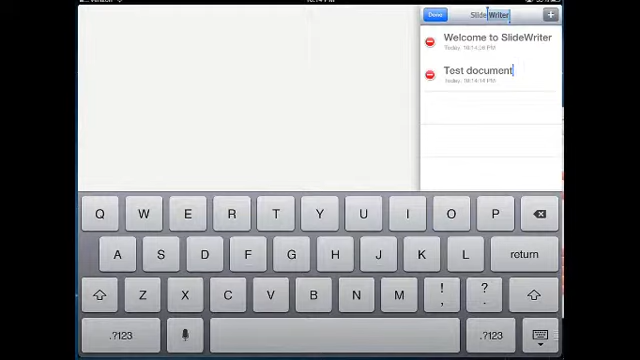 Done SlideWriter +
Welcome to SlideWriter
Test document
Q W E R T Y U I O P
A S D F G H J K L return
Z X C V B N M ! , ? .
.?123 .?123